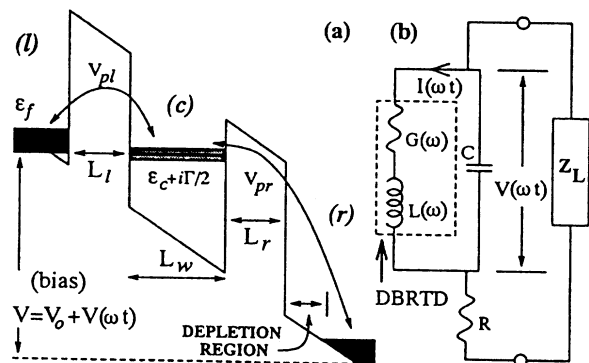 (l)
(a)
(b)
V_pl
ε_f
(c)
I(ωt)
G(ω)
C
L_l
ε_c+iΓ/2
V_pr
L(ω)
V(ωt)
Z_L
(r)
L_r
L_w
(bias)
V=V_o+V(ωt)
DBRTD
DEPLETION
REGION
R